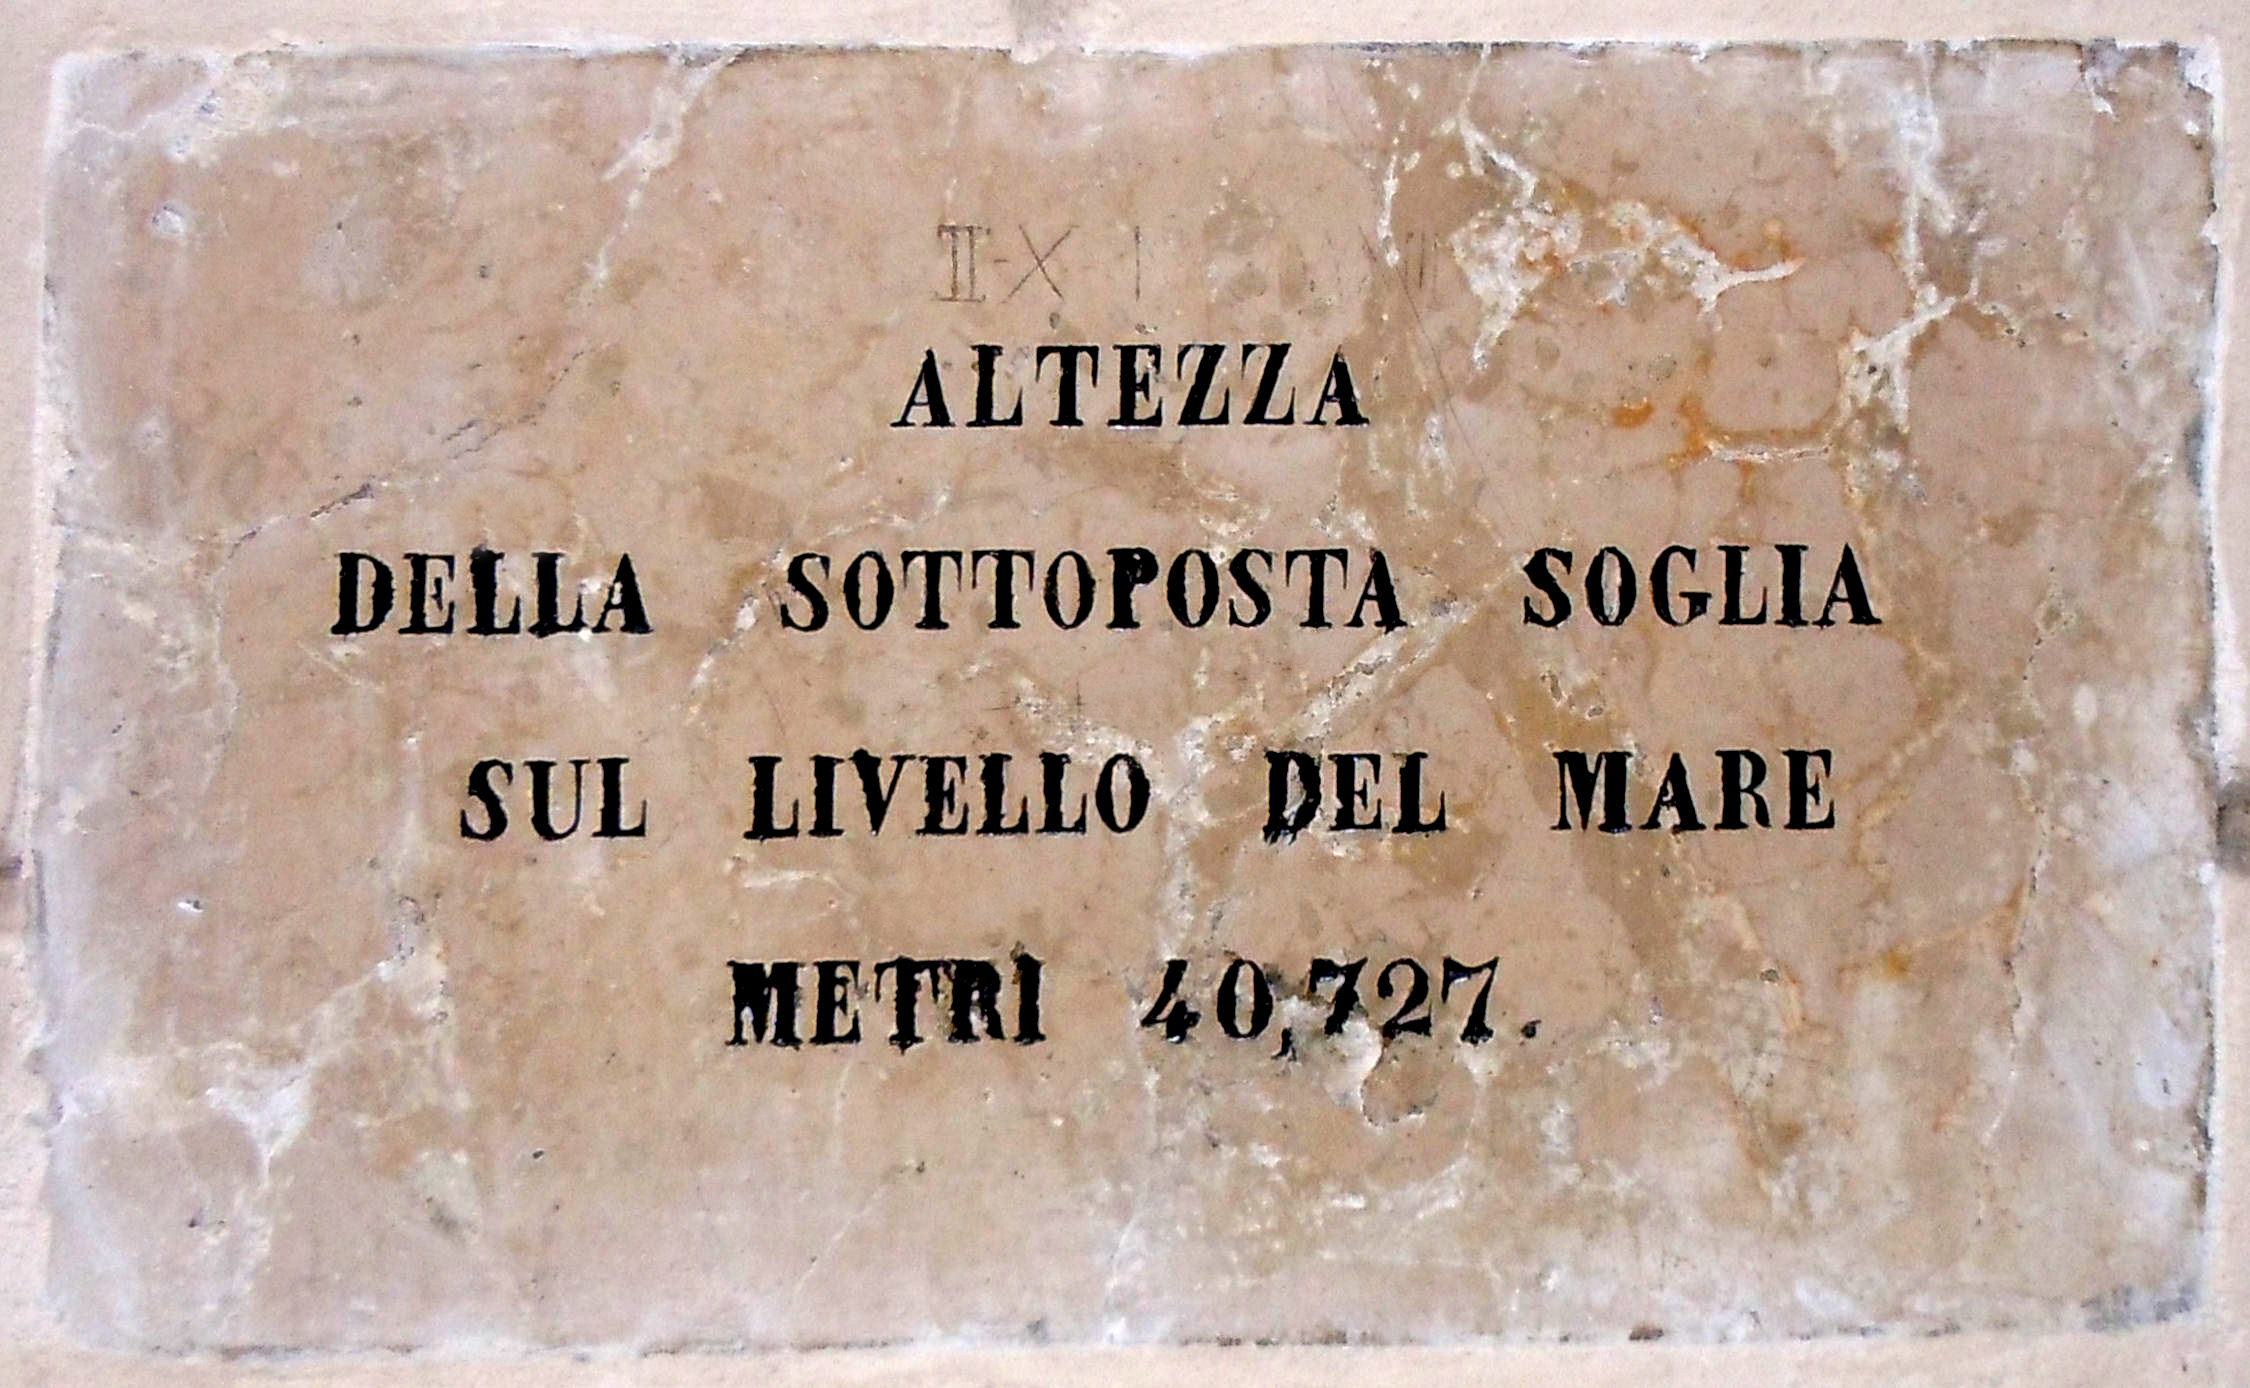 ALTEZZA
DELLA SOTTOPOSTA SOGLIA
SUL LIVELLO DEL MARE
METRI 40,727.